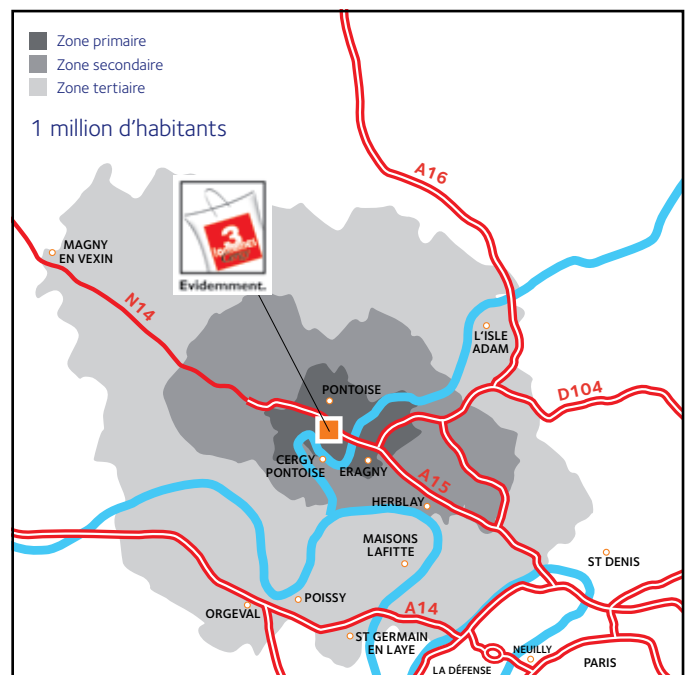 Zone primaire
Zone secondaire
Zone tertiaire
1 million d'habitants
A16
MAGNY
EN VEXIN
3
Evidemment.
N14
L'ISLE
ADAM
PONTOISE
D104
CERGY
PONTOISE
ERAGNY
A15
HERBLAY
MAISONS
LAFITTE
ST DENIS
POISSY
ORGEVAL
A14
ST GERMAIN
EN LAYE
NEUILLY
LA DÉFENSE
PARIS